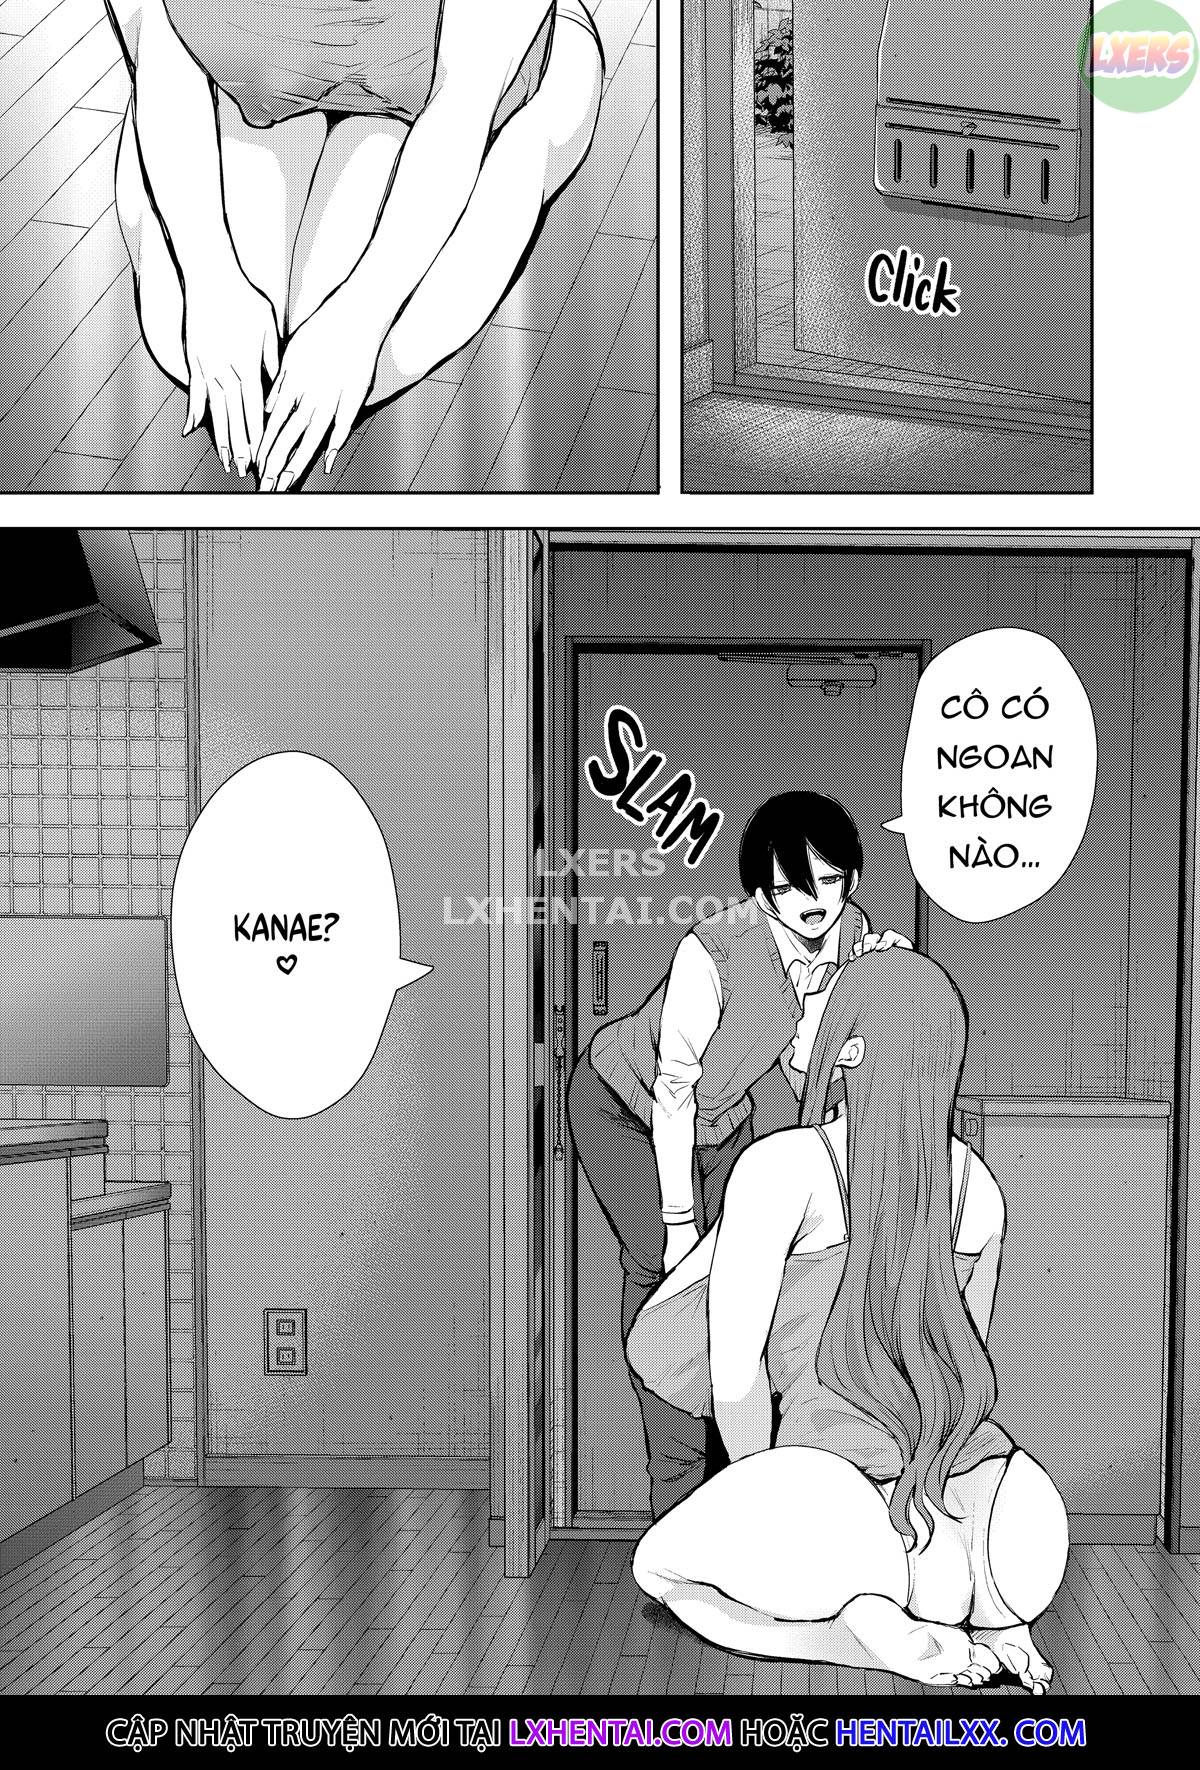 LXERS
Click
CÔ CÓ
NGOAN
KHÔNG
NÀO...
SLAM
LXERS
LXHENTAI.COM
KANAE?
♡
CẬP NHẬT TRUYỆN MỚI TẠI LXHENTAI.COM HOẶC HENTAILXX. COM